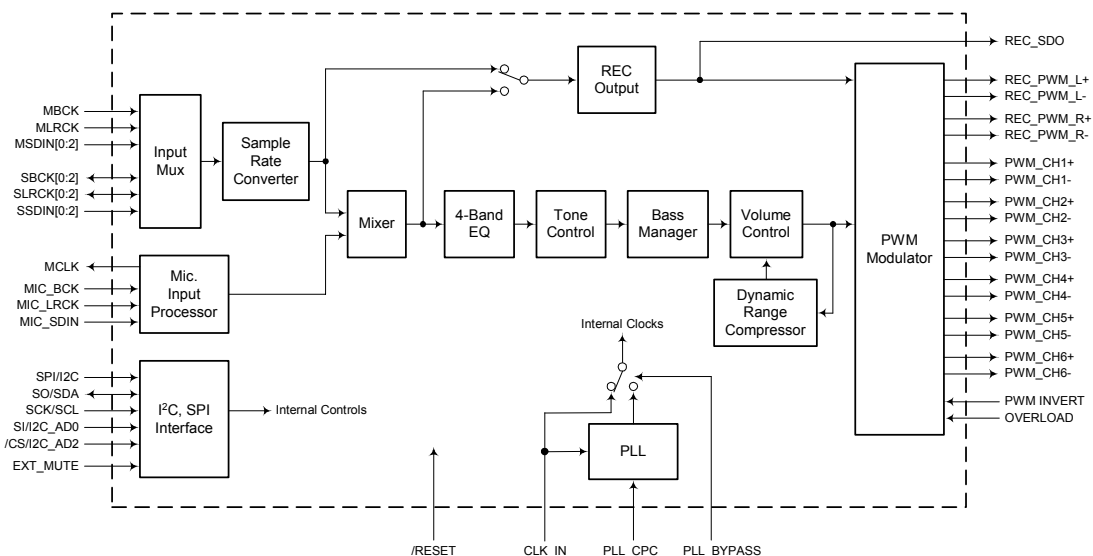 REC_SDO
REC
Output
REC_PWM_L+
REC_PWM_L-
REC_PWM_R+
REC_PWM_R-
MBCK
MLRCK
MSDIN[0:2]
SBCK[0:2]
SLRCK[0:2]
SSDIN[0:2]
Input
Mux
Sample
Rate
Converter
Mixer
4-Band
EQ
Tone
Control
Bass
Manager
Volume
Control
Dynamic
Range
Compressor
PWM
Modulator
PWM_CH1+
PWM_CH1-
PWM_CH2+
PWM_CH2-
PWM_CH3+
PWM_CH3-
PWM_CH4+
PWM_CH4-
PWM_CH5+
PWM_CH5-
PWM_CH6+
PWM_CH6-
PWM INVERT
OVERLOAD
MCLK
MIC_BCK
MIC_LRCK
MIC_SDIN
Mic.
Input
Processor
SPI/I2C
SO/SDA
SCK/SCL
SI/I2C_AD0
/CS/I2C_AD2
EXT_MUTE
I²C, SPI
Interface
Internal Controls
Internal Clocks
PLL
/RESET
CLK_IN
PLL_CPC
PLL_BYPASS